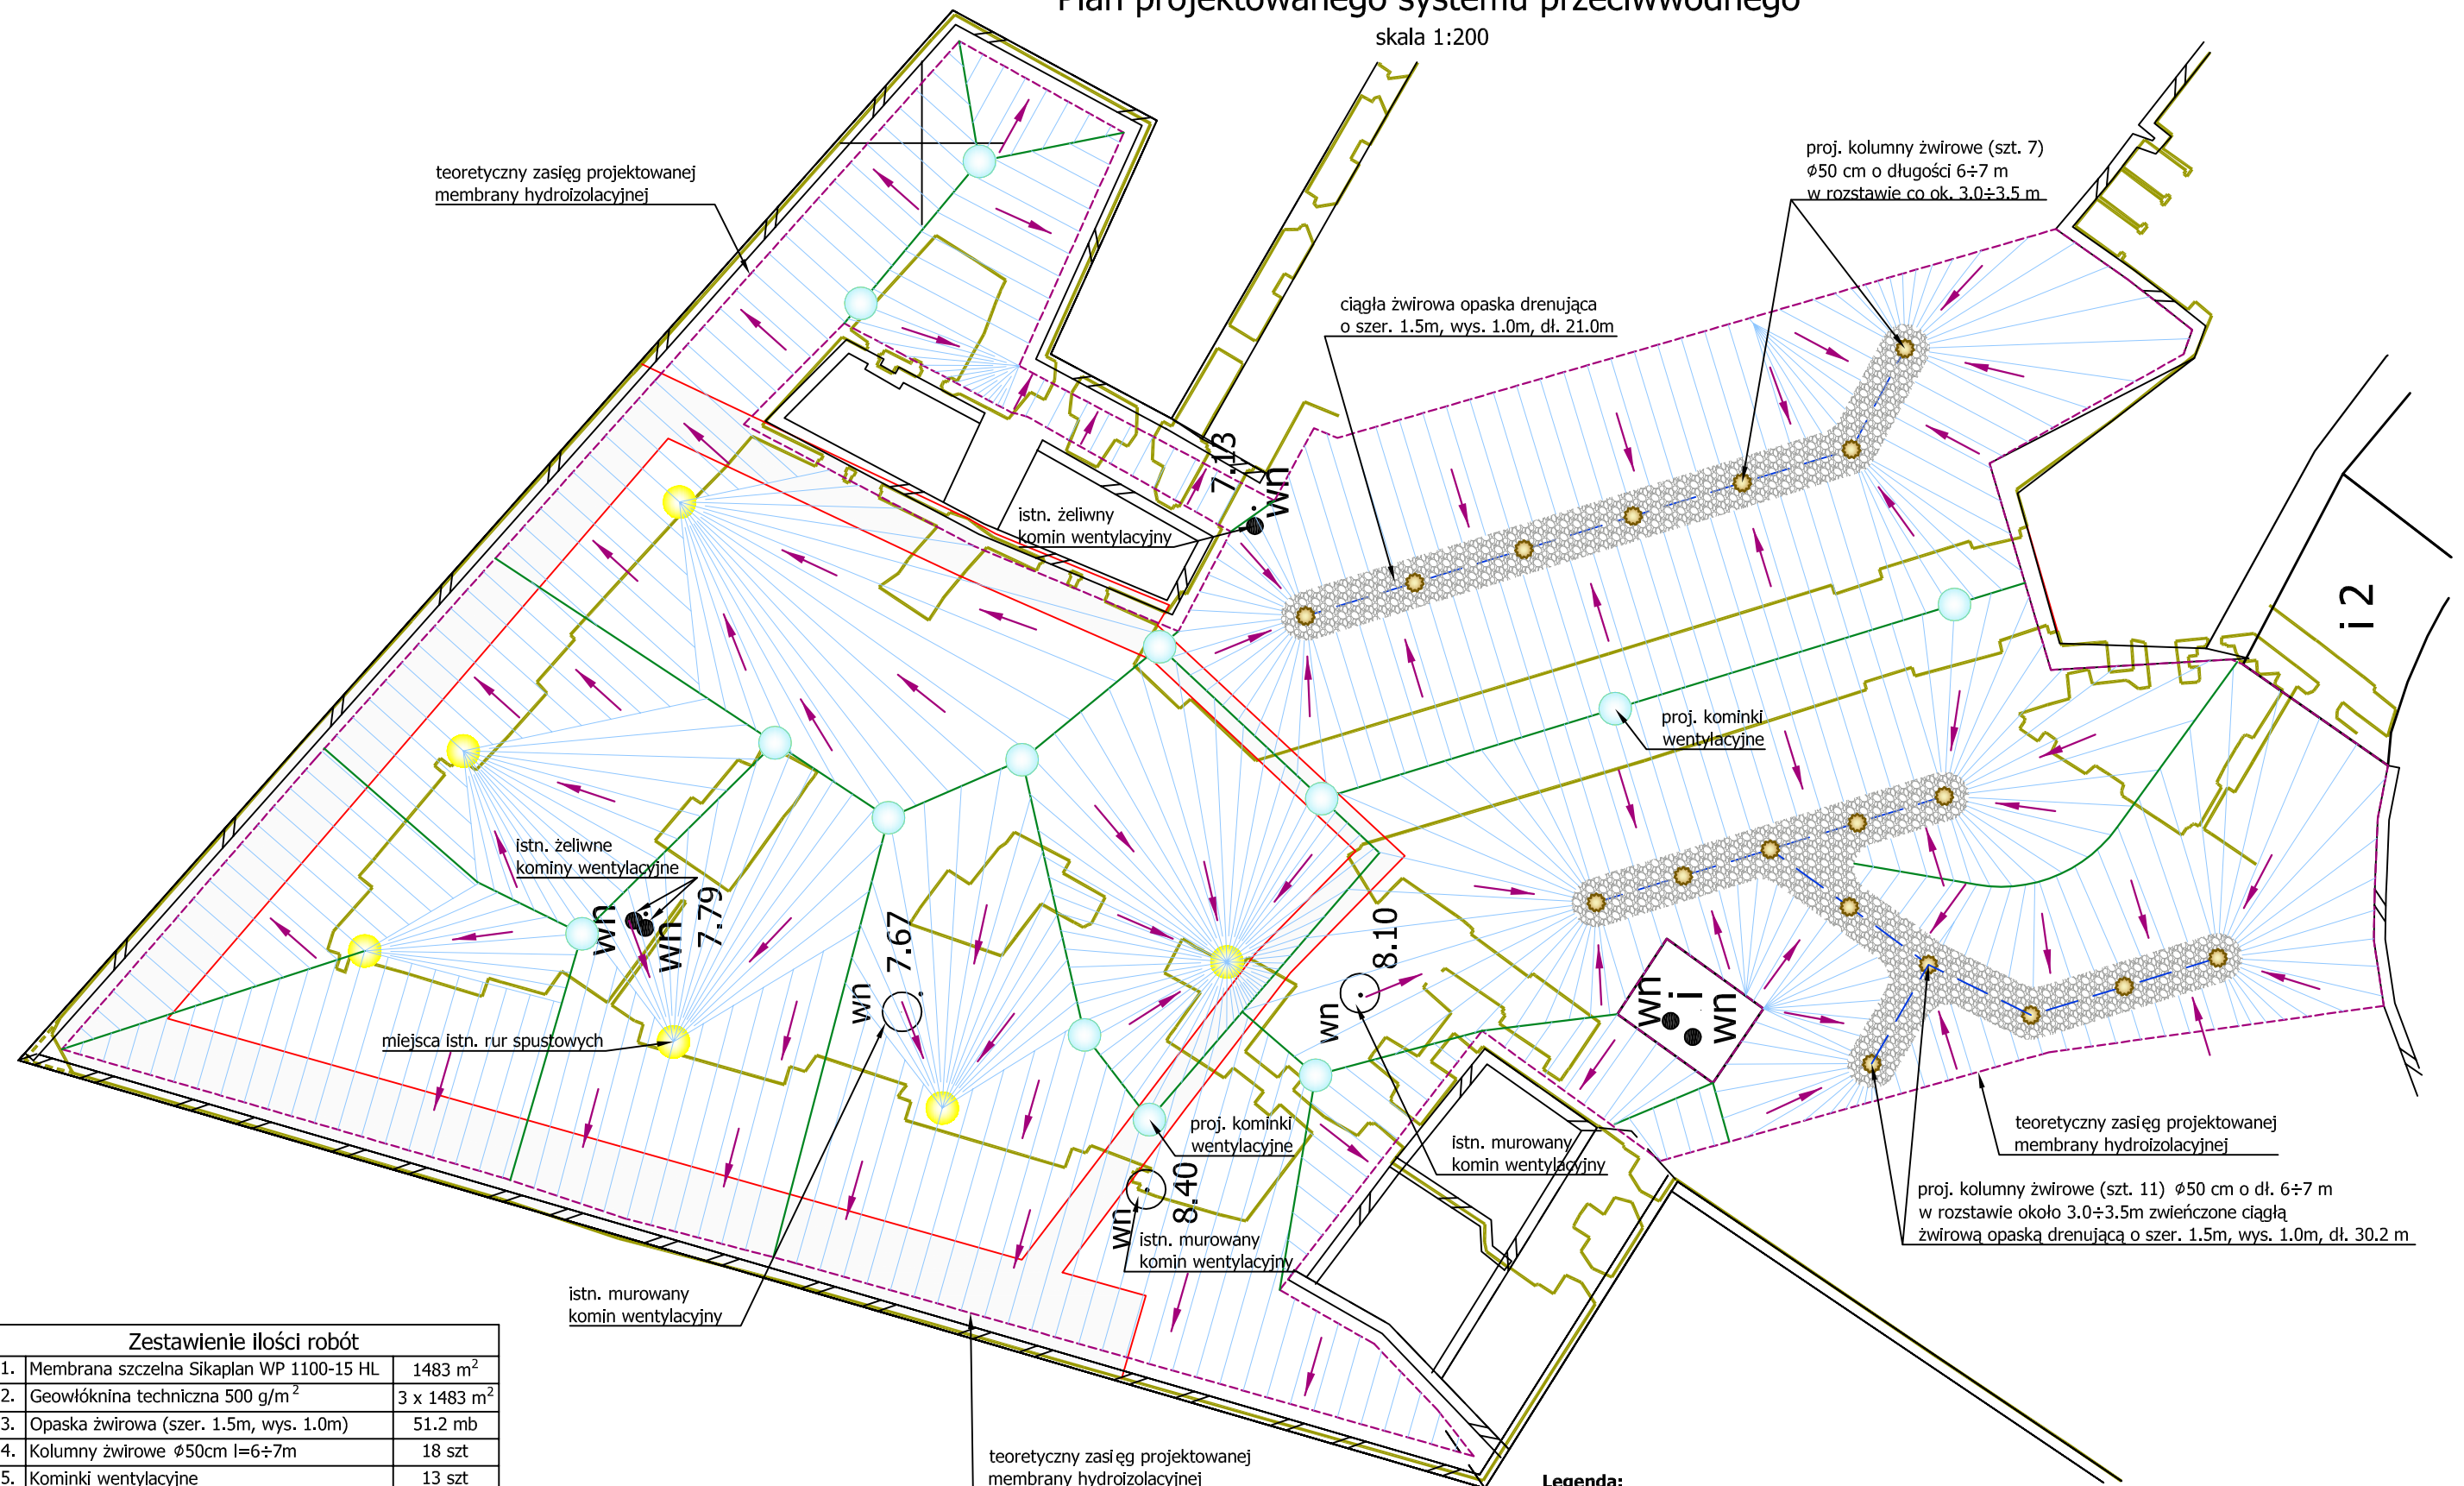 Plan projektowanego systemu przeciwwodnego
skala 1:200
teoretyczny zasięg projektowanej
membrany hydroizolacyjnej
proj. kolumny żwirowe (szt. 7)
⌀50 cm o długości 6÷7 m
w rozstawie co ok. 3.0÷3.5 m
ciągła żwirowa opaska drenująca
o szer. 1.5m, wys. 1.0m, dł. 21.0m
7.13
wn
istn. żeliwny
komin wentylacyjny
i 2
proj. kominki
wentylacyjne
istn. żeliwne
kominy wentylacyjne
wn
wn
7.79
7.67
wn
8.10
wn
wn
i
wn
miejsca istn. rur spustowych
proj. kominki
wentylacyjne
istn. murowany
komin wentylacyjny
teoretyczny zasięg projektowanej
membrany hydroizolacyjnej
8.40
wn
istn. murowany
komin wentylacyjny
proj. kolumny żwirowe (szt. 11) ⌀50 cm o dł. 6÷7 m
w rozstawie około 3.0÷3.5m zwieńczone ciągłą
żwirową opaską drenującą o szer. 1.5m, wys. 1.0m, dł. 30.2 m
istn. murowany
komin wentylacyjny
Zestawienie ilości robót
1. Membrana szczelna Sikaplan WP 1100-15 HL 1483 m²
2. Geowłóknina techniczna 500 g/m² 3 x 1483 m²
3. Opaska żwirowa (szer. 1.5m, wys. 1.0m) 51.2 mb
4. Kolumny żwirowe ⌀50cm l=6÷7m 18 szt
5. Kominki wentylacyjne 13 szt
teoretyczny zasięg projektowanej
membrany hydroizolacyjnej
Legenda: